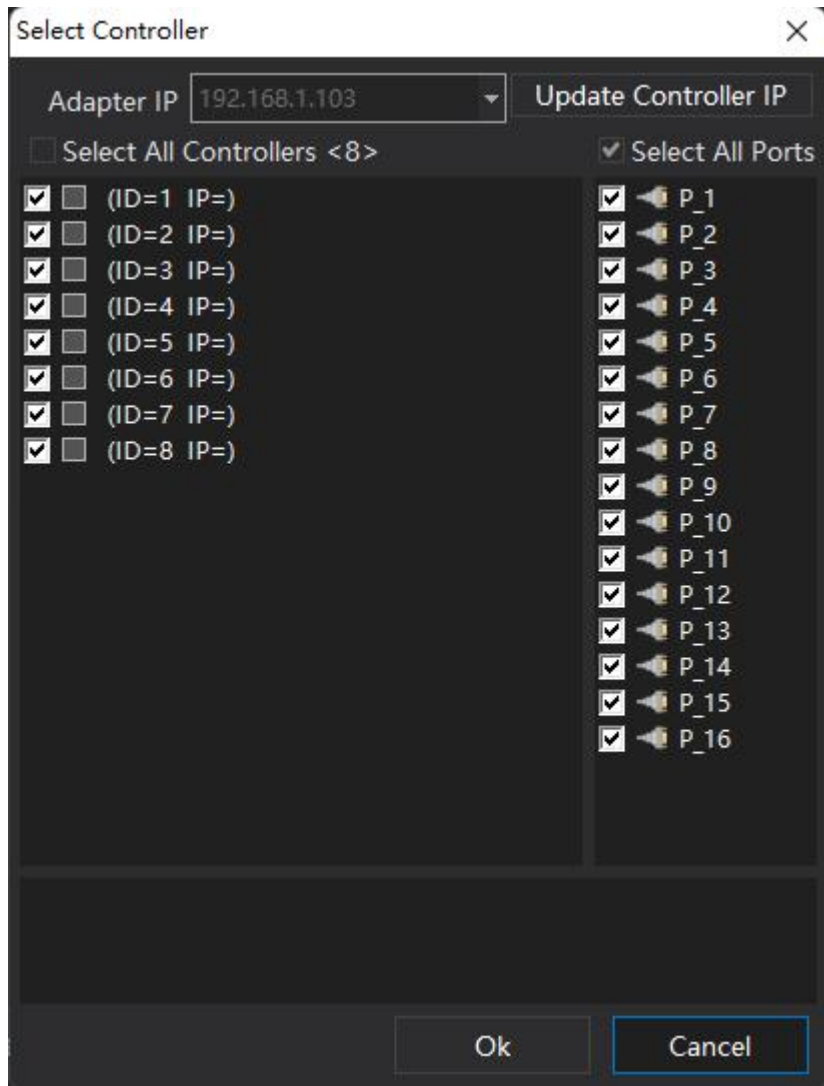 Select Controller
Adapter IP 192.168.1.103 Update Controller IP
Select All Controllers <8>
Select All Ports
(ID=1 IP=)
(ID=2 IP=)
(ID=3 IP=)
(ID=4 IP=)
(ID=5 IP=)
(ID=6 IP=)
(ID=7 IP=)
(ID=8 IP=)
P_1
P_2
P_3
P_4
P_5
P_6
P_7
P_8
P_9
P_10
P_11
P_12
P_13
P_14
P_15
P_16
Ok
Cancel